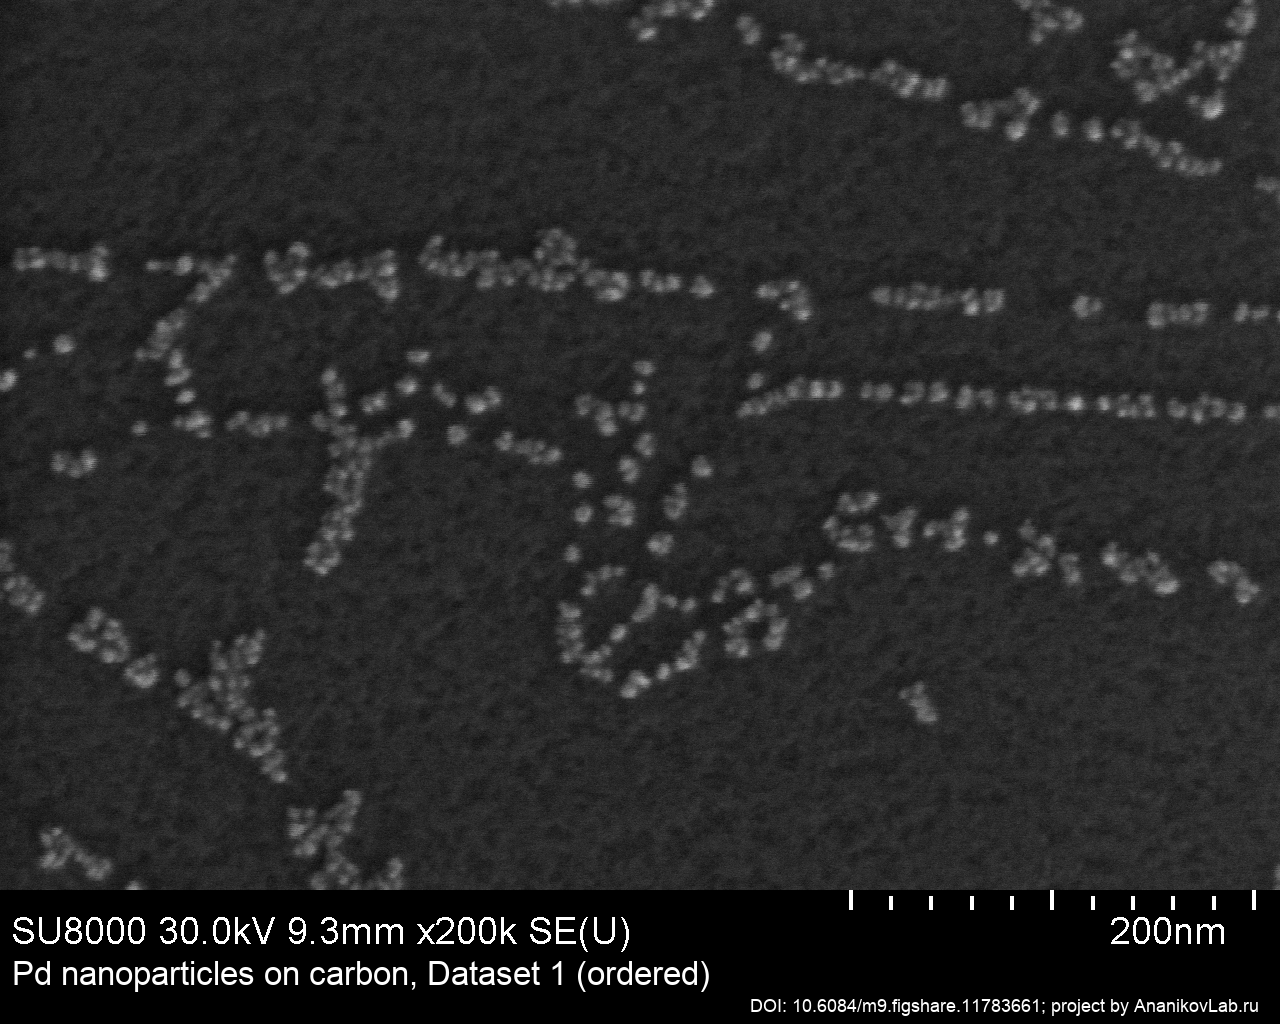 SU8000 30.0kV 9.3mm x200k SE(U)
200nm
Pd nanoparticles on carbon, Dataset 1 (ordered)
DOI: 10.6084/m9.figshare.11783661; project by AnanikovLab.ru